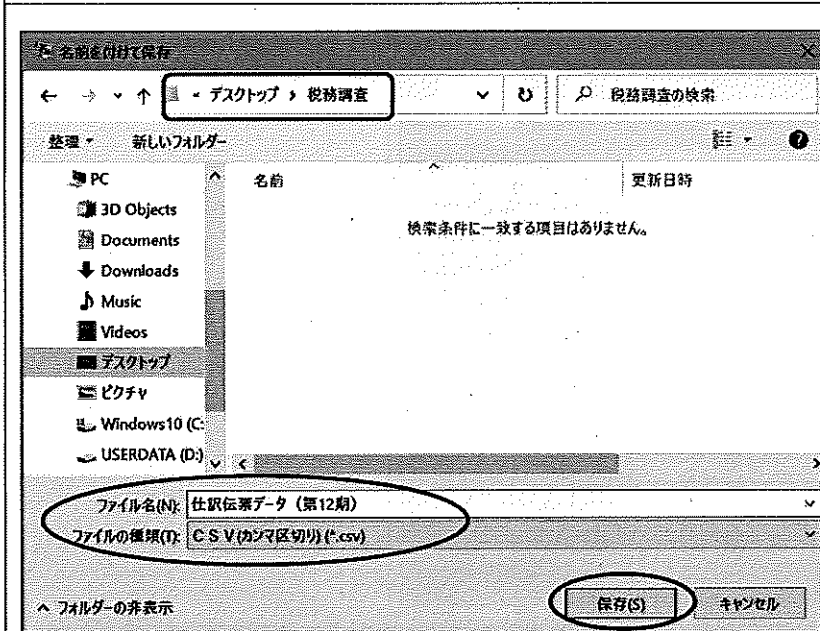 名前を付けて保存
デスクトップ › 税務調査
税務調査の検索
整理
新しいフォルダー
名前
更新日時
検索条件に一致する項目はありません。
PC
3D Objects
Documents
Downloads
Music
Videos
デスクトップ
ピクチャ
Windows10 (C:
USERDATA (D:)
ファイル名(N): 仕訳伝票データ（第12期）
ファイルの種類(T): ＣＳＶ(カンマ区切り) (*.csv)
フォルダーの非表示
保存(S)
キャンセル